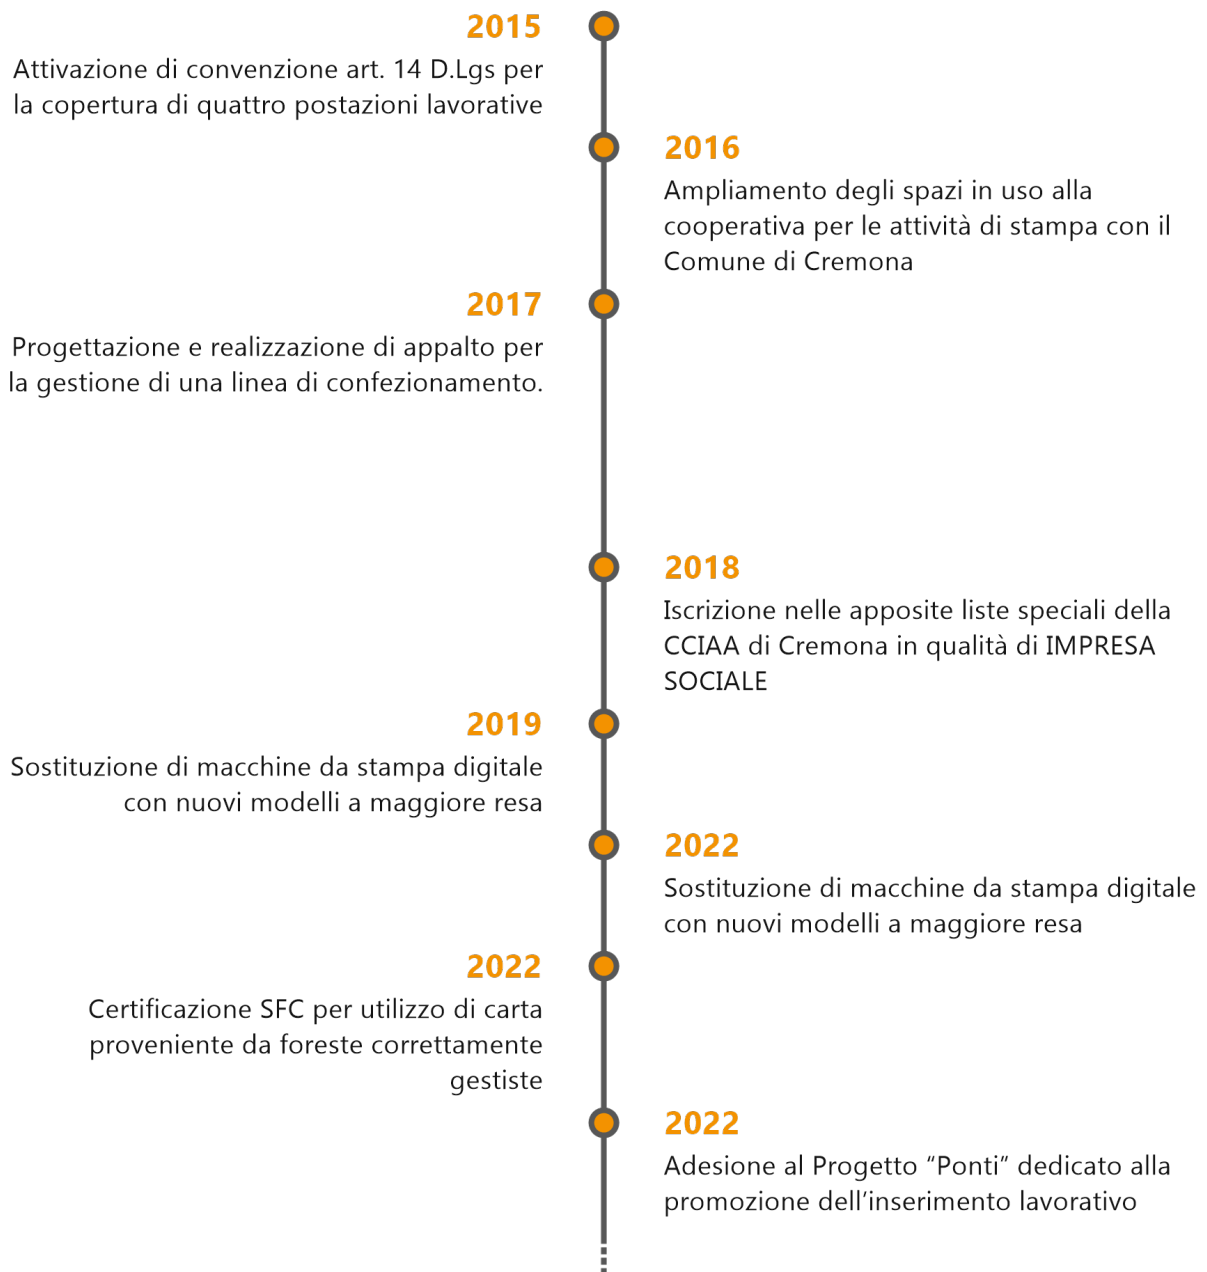 2015
Attivazione di convenzione art. 14 D.Lgs per
la copertura di quattro postazioni lavorative
2016
Ampliamento degli spazi in uso alla
cooperativa per le attività di stampa con il
Comune di Cremona
2017
Progettazione e realizzazione di appalto per
la gestione di una linea di confezionamento.
2018
Iscrizione nelle apposite liste speciali della
CCIAA di Cremona in qualità di IMPRESA
SOCIALE
2019
Sostituzione di macchine da stampa digitale
con nuovi modelli a maggiore resa
2022
Sostituzione di macchine da stampa digitale
con nuovi modelli a maggiore resa
2022
Certificazione SFC per utilizzo di carta
proveniente da foreste correttamente
gestiste
2022
Adesione al Progetto “Ponti” dedicato alla
promozione dell’inserimento lavorativo